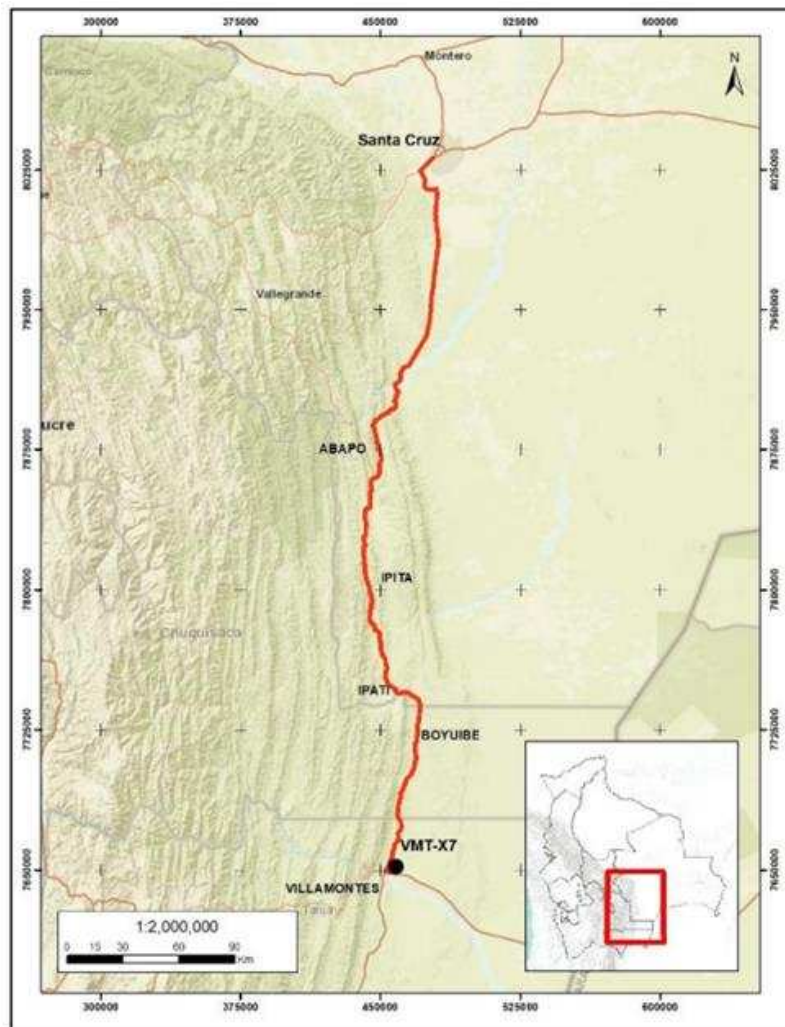 300000 375000 450000 525000 600000
N
Montero
Santa Cruz
8025000 8025000
Vallegrande
7950000 7950000
ucre
ABAPO
7875000 7875000
IPITA
7800000 7800000
Chuquisaca
IPATI
7725000 7725000
BOYUIBE
VMT-X7
7650000 7650000
VILLAMONTES
Tarija
1:2,000,000
0 15 30 60 90
Km
300000 375000 450000 525000 600000